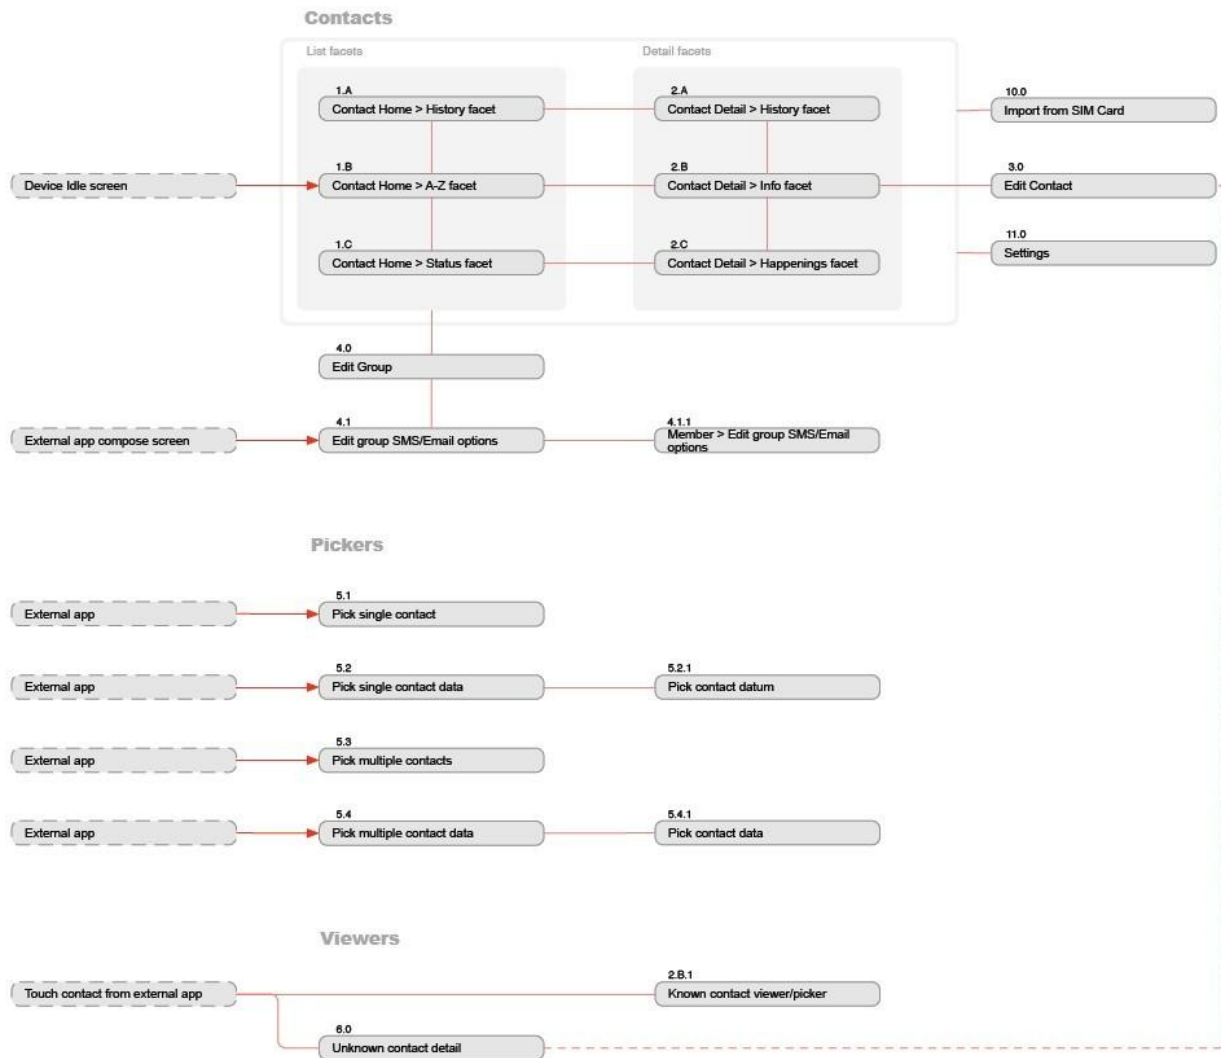 Contacts
List facets
Detail facets
1.A
Contact Home > History facet
2.A
Contact Detail > History facet
10.0
Import from SIM Card
Device Idle screen
1.B
Contact Home > A-Z facet
2.B
Contact Detail > Info facet
3.0
Edit Contact
1.C
Contact Home > Status facet
2.C
Contact Detail > Happenings facet
11.0
Settings
4.0
Edit Group
External app compose screen
4.1
Edit group SMS/Email options
4.1.1
Member > Edit group SMS/Email
options
Pickers
External app
5.1
Pick single contact
External app
5.2
Pick single contact data
5.2.1
Pick contact datum
External app
5.3
Pick multiple contacts
External app
5.4
Pick multiple contact data
5.4.1
Pick contact data
Viewers
Touch contact from external app
2.B.1
Known contact viewer/picker
6.0
Unknown contact detail